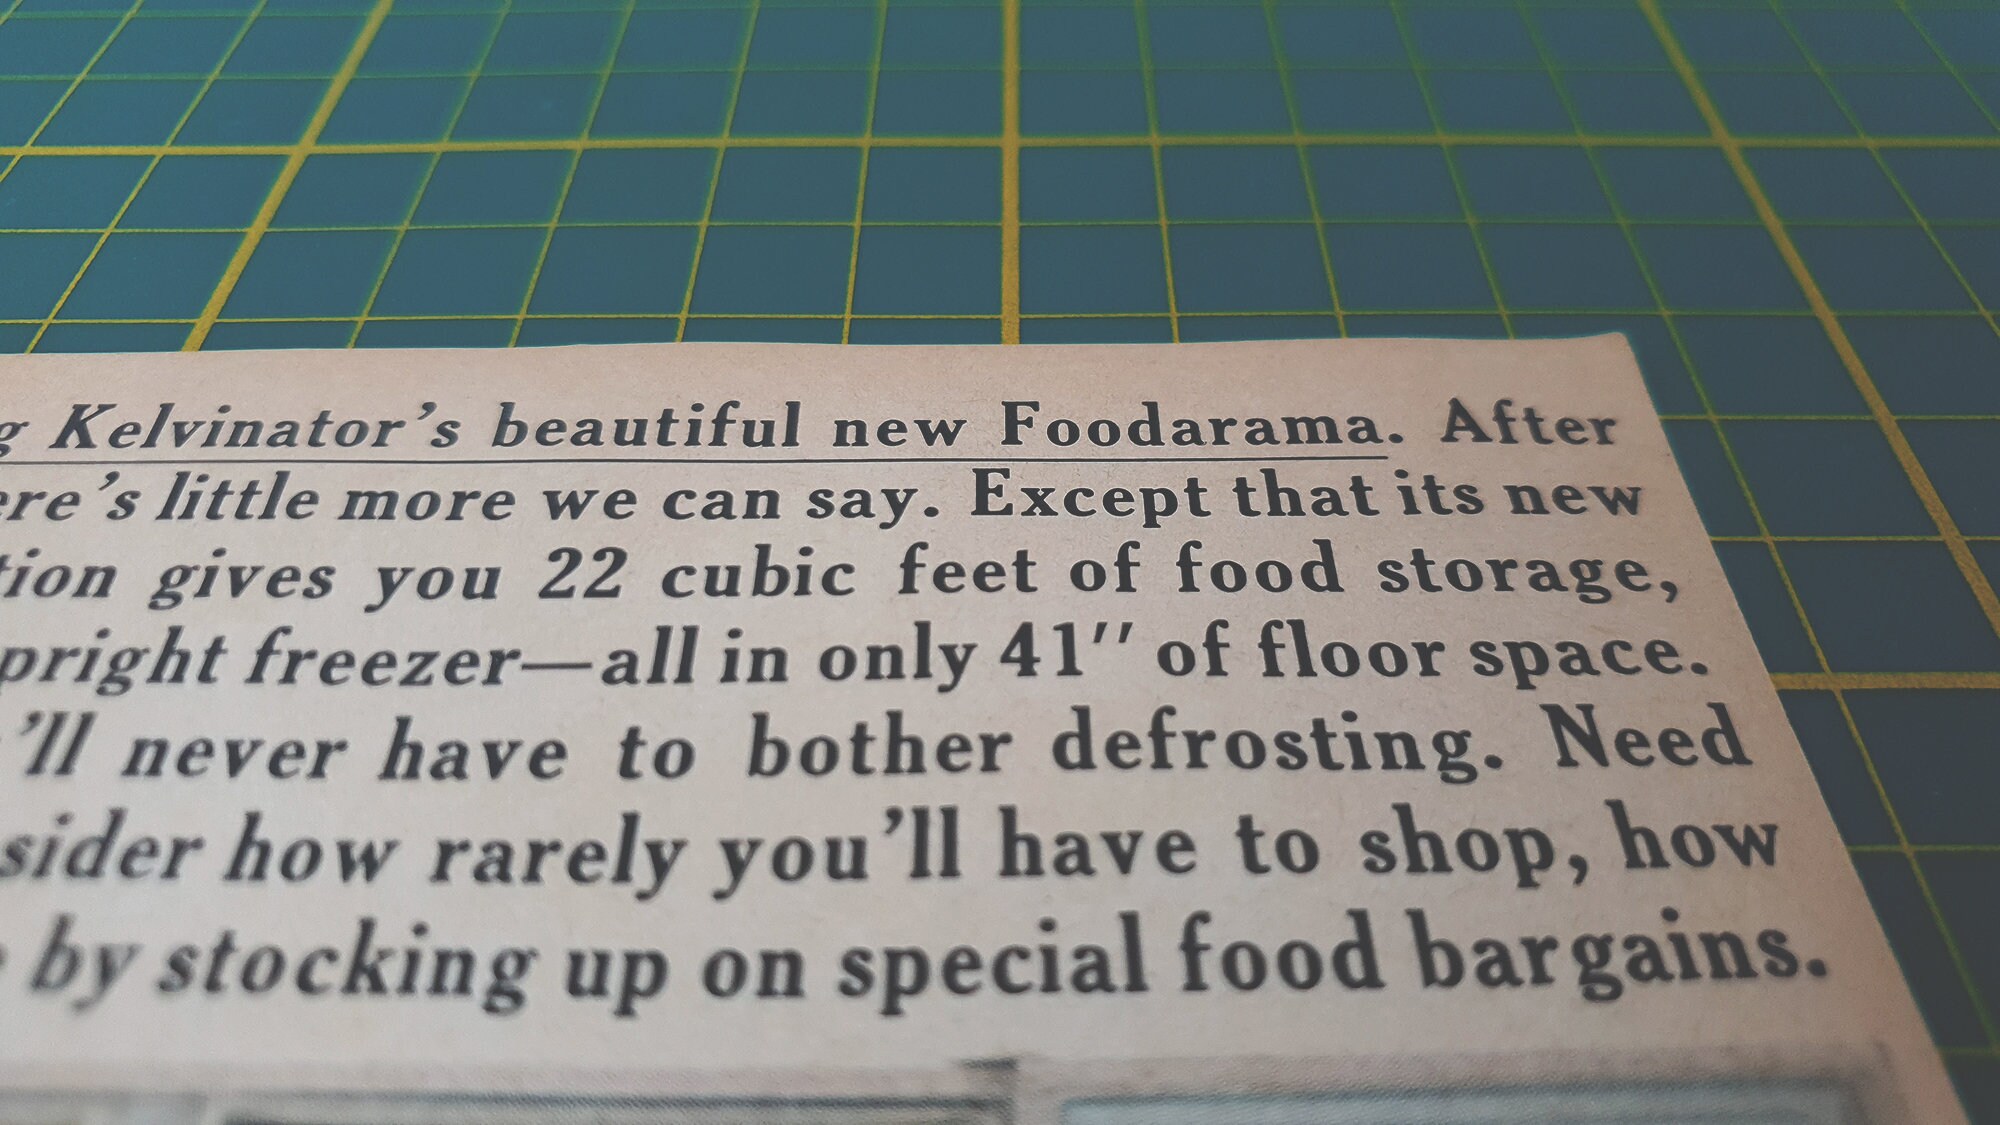 Kelvinator's beautiful new Foodarama. After
little more we can say. Except that its new
gives you 22 cubic feet of food storage,
freezer—all in only 41″ of floor space.
'll never have to bother defrosting. Need
how rarely you'll have to shop, how
by stocking up on special food bargains.